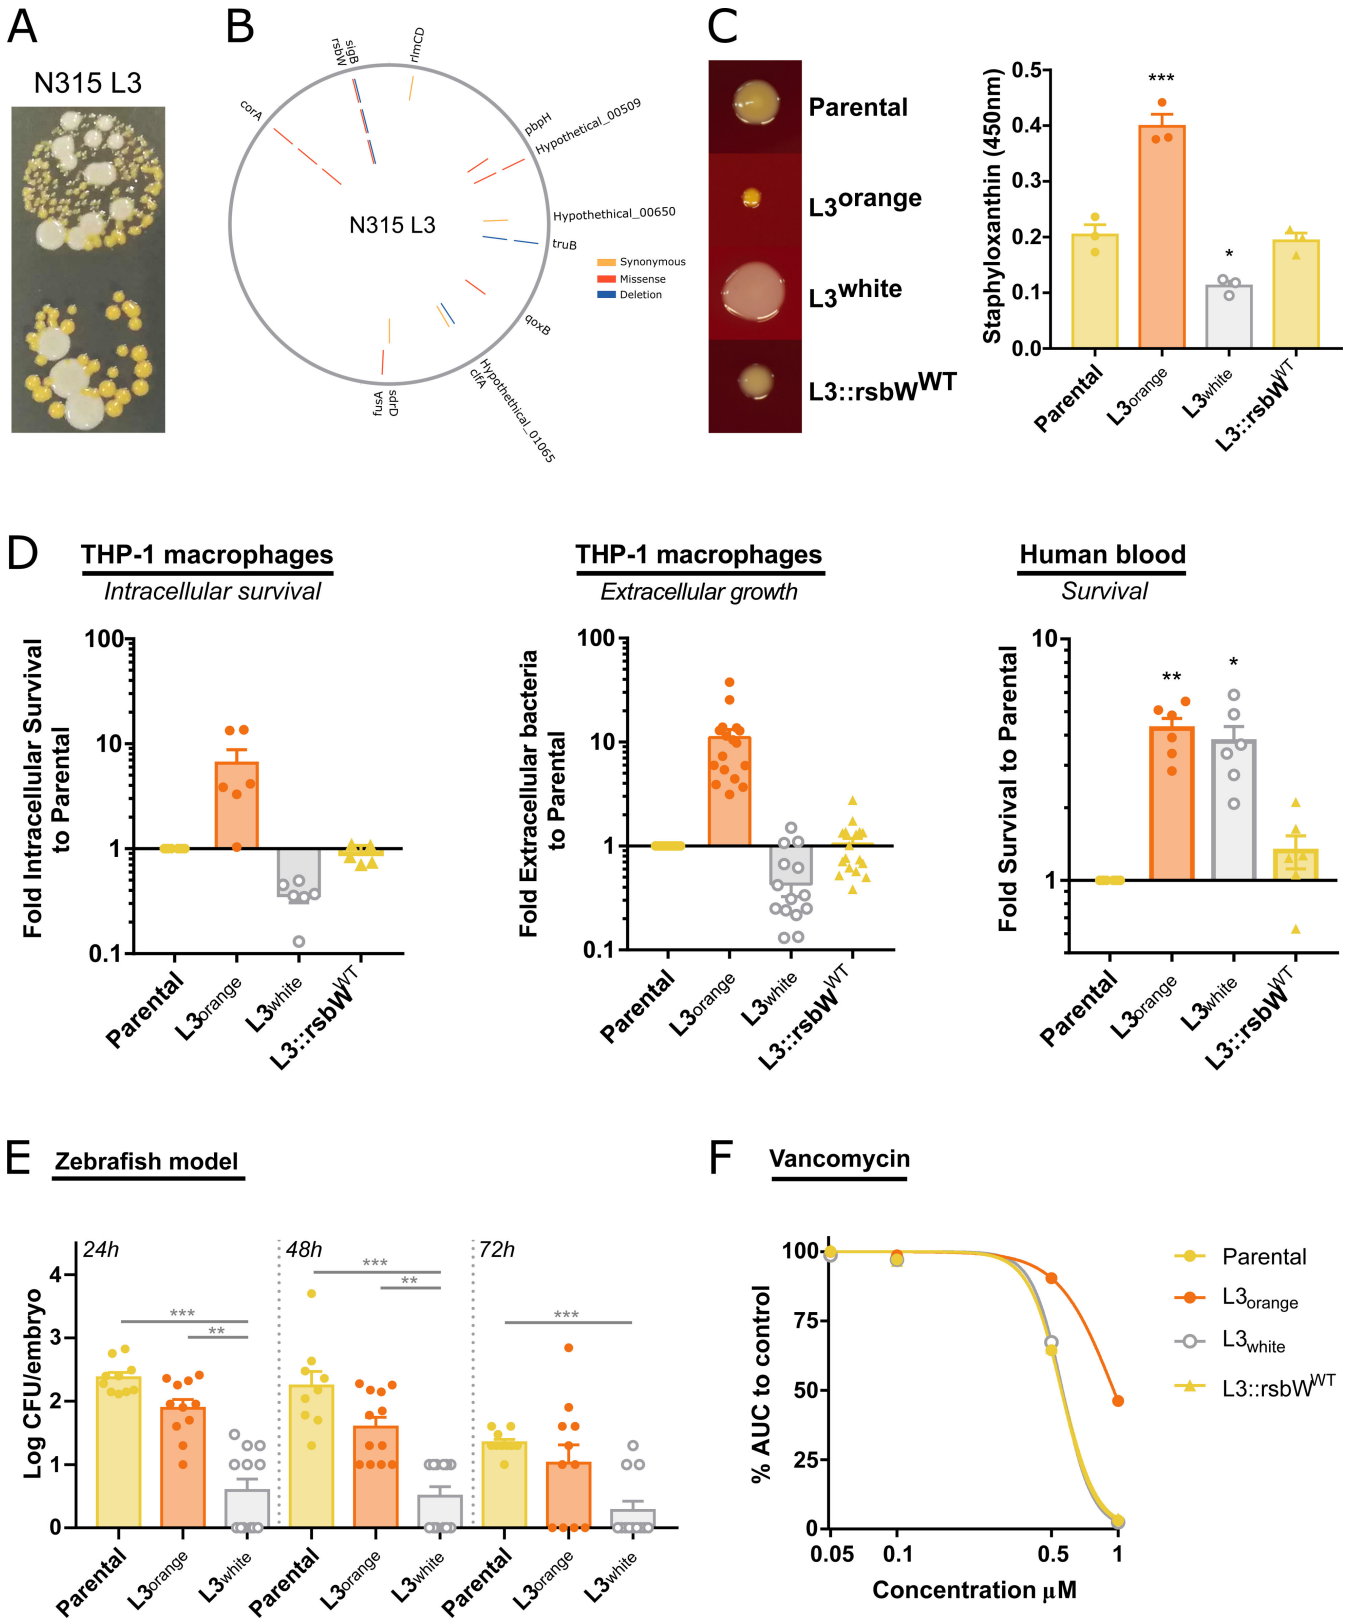 A
N315 L3
B
sigB
rsbW
rlmCD
corA
pbpH
Hypothetical_00509
Hypothethical_00650
truB
N315 L3
Synonymous
Missense
Deletion
qoxB
Hypothethical_01065
clfA
sdrD
fusA
C
Parental
L3orange
L3white
L3::rsbWWT
Staphyloxanthin (450nm)
0.5
0.4
0.3
0.2
0.1
0.0
***
*
Parental
L3orange
L3white
L3::rsbWWT
D
THP-1 macrophages
Intracellular survival
Fold Intracellular Survival
to Parental
100
10
1
0.1
Parental
L3orange
L3white
L3::rsbWWT
THP-1 macrophages
Extracellular growth
Fold Extracellular bacteria
to Parental
100
10
1
0.1
Parental
L3orange
L3white
L3::rsbWWT
Human blood
Survival
Fold Survival to Parental
10
1
**
*
Parental
L3orange
L3white
L3::rsbWWT
E
Zebrafish model
Log CFU/embryo
4
3
2
1
0
24h
***
**
48h
***
**
72h
***
Parental
L3orange
L3white
Parental
L3orange
L3white
Parental
L3orange
L3white
F
Vancomycin
% AUC to control
100
75
50
25
0
0.05
0.1
0.5
1
Concentration µM
Parental
L3orange
L3white
L3::rsbWWT